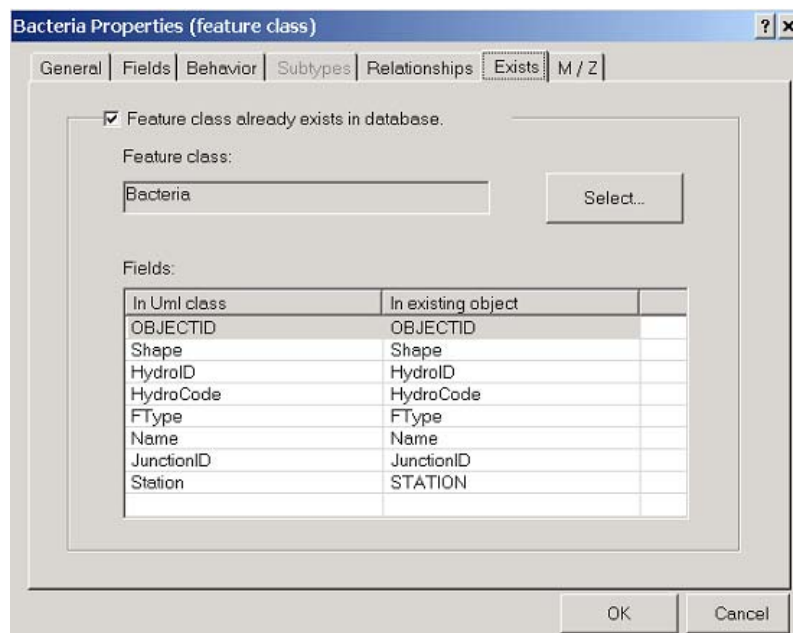 Bacteria Properties (feature class) ? x
General Fields Behavior Subtypes Relationships Exists M / Z
Feature class already exists in database.
Feature class:
Bacteria
Select...
Fields:
In Uml class In existing object
OBJECTID OBJECTID
Shape Shape
HydroID HydroID
HydroCode HydroCode
FType FType
Name Name
JunctionID JunctionID
Station STATION
OK Cancel